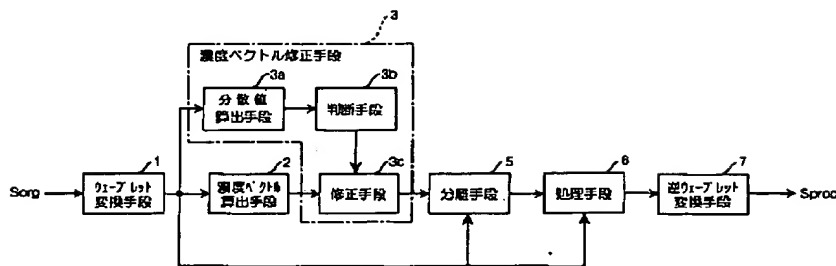 3
濃度ベクトル修正手段
3a
分散値
算出手段
3b
判断手段
1
ウェーブレット
変換手段
2
濃度ベクトル
算出手段
3c
修正手段
5
分離手段
6
処理手段
7
逆ウェーブレット
変換手段
Sorg
Sproc